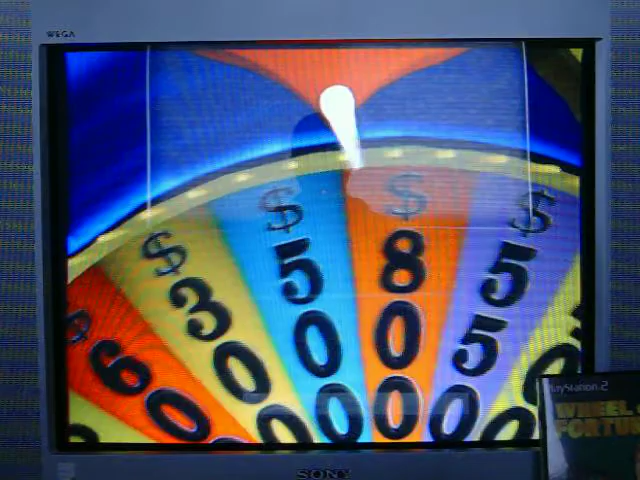 WEGA
$600
$300
$500
$800
$550
SONY
PlayStation 2
WHEEL OF
FORTUNE